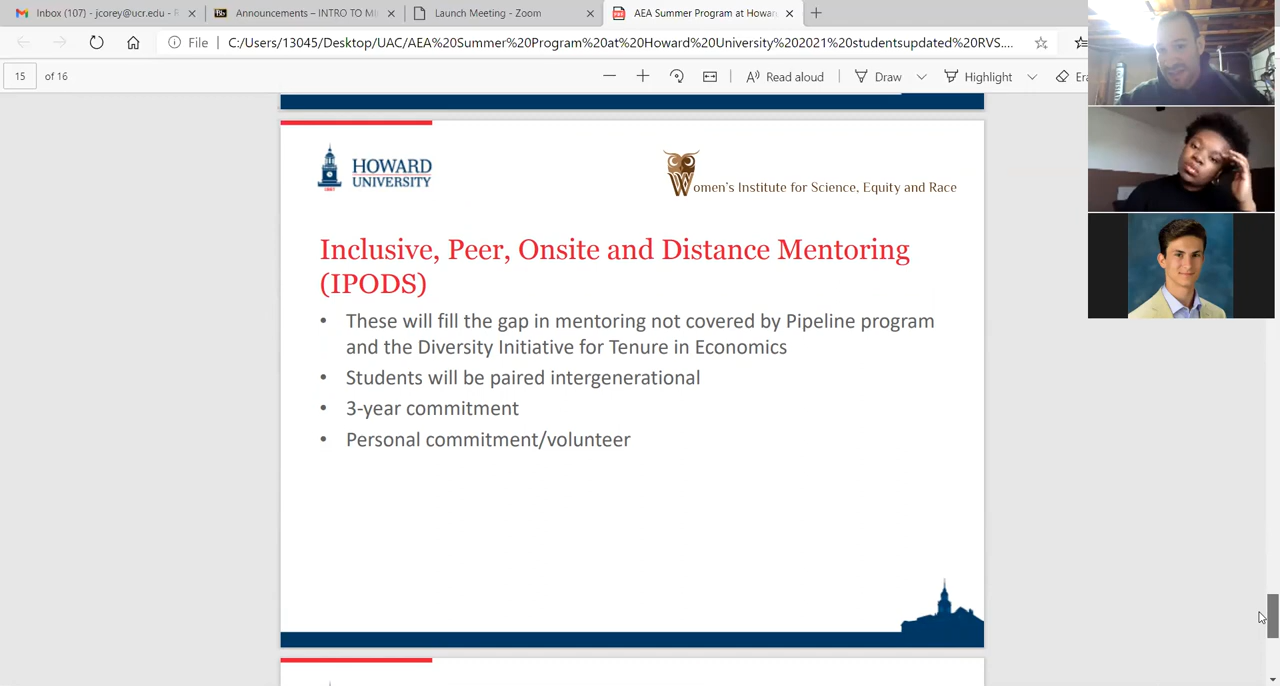 Inbox (107) - jcorey@ucr.edu - R
Announcements – INTRO TO MI
Launch Meeting - Zoom
AEA Summer Program at Howar
File
C:/Users/13045/Desktop/UAC/AEA%20Summer%20Program%20at%20Howard%20University%202021%20studentsupdated%20RVS....
15 of 16
Read aloud
Draw
Highlight
Era
HOWARD
UNIVERSITY
Women's Institute for Science, Equity and Race
Inclusive, Peer, Onsite and Distance Mentoring
(IPODS)
• These will fill the gap in mentoring not covered by Pipeline program
and the Diversity Initiative for Tenure in Economics
• Students will be paired intergenerational
• 3-year commitment
• Personal commitment/volunteer